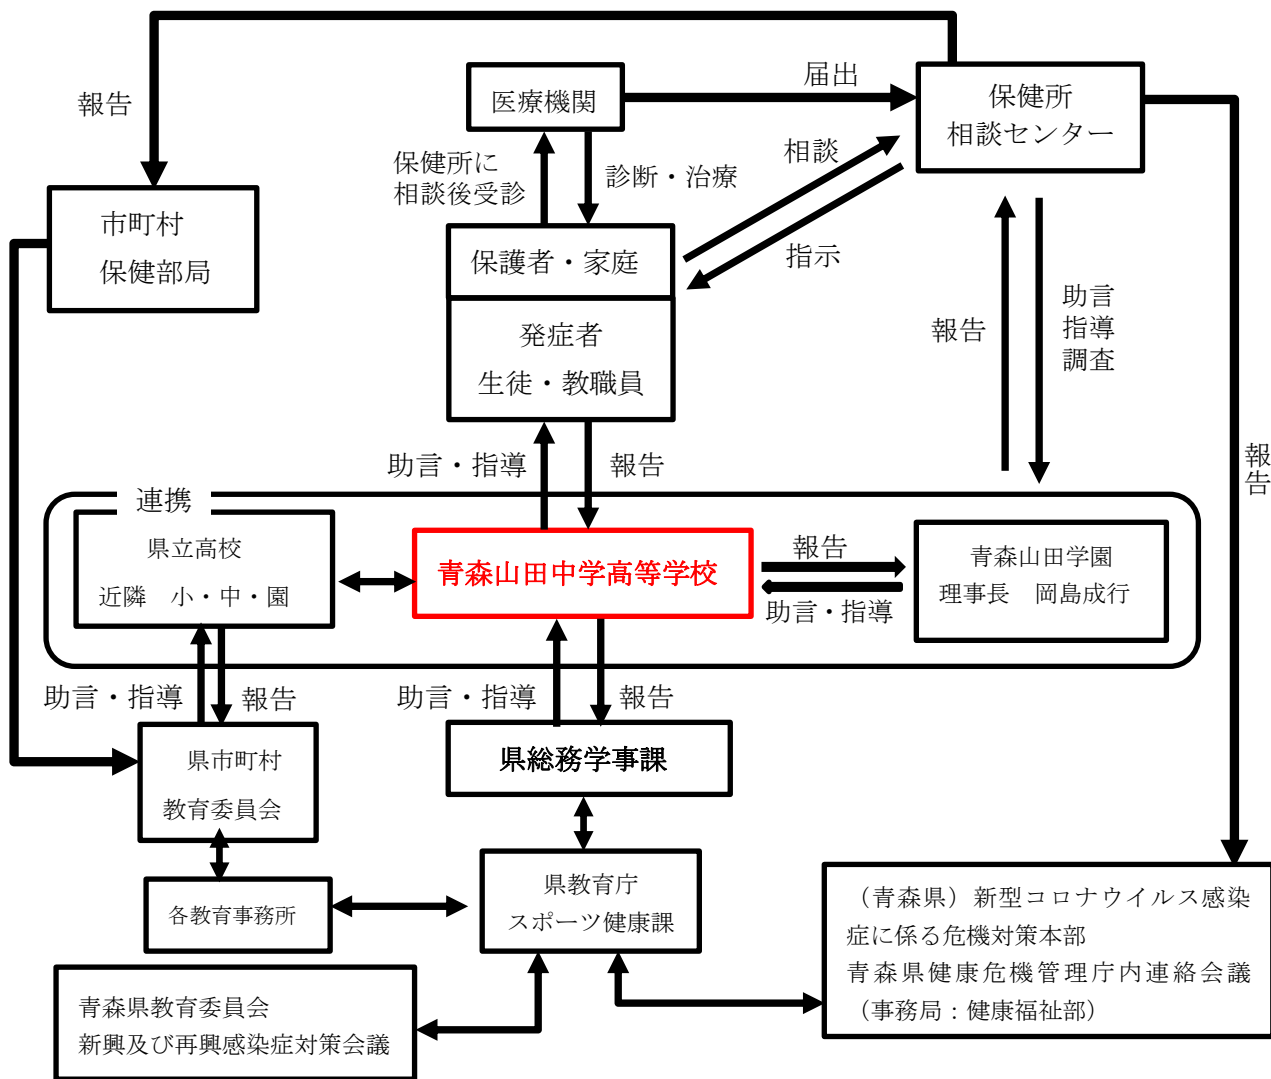 報告
医療機関
届出
保健所
相談センター
保健所に
相談後受診
診断・治療
相談
指示
市町村
保健部局
保護者・家庭
発症者
生徒・教職員
報告
助言
指導
調査
報告
助言・指導
報告
連携
県立高校
近隣　小・中・園
青森山田中学高等学校
報告
助言・指導
青森山田学園
理事長　岡島成行
助言・指導
報告
助言・指導
報告
県市町村
教育委員会
県総務学事課
各教育事務所
県教育庁
スポーツ健康課
（青森県）新型コロナウイルス感染
症に係る危機対策本部
青森県健康危機管理庁内連絡会議
（事務局：健康福祉部）
青森県教育委員会
新興及び再興感染症対策会議